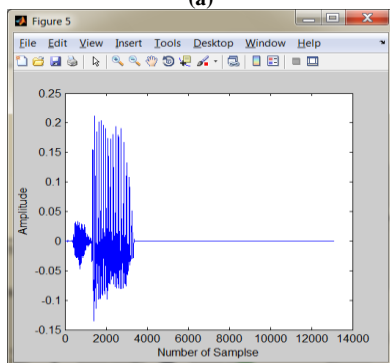 (a)
Figure 5
File Edit View Insert Tools Desktop Window Help
0.25
0.2
0.15
0.1
0.05
0
-0.05
-0.1
-0.15
Amplitude
0 2000 4000 6000 8000 10000 12000 14000
Number of Samplse